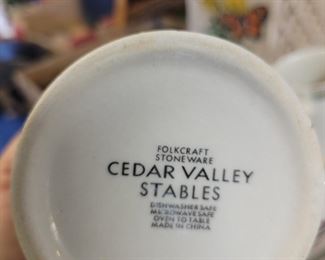 FOLKCRAFT
STONEWARE
CEDAR VALLEY
STABLES
DISHWASHER SAFE
MICROWAVE SAFE
OVEN TO TABLE
MADE IN CHINA